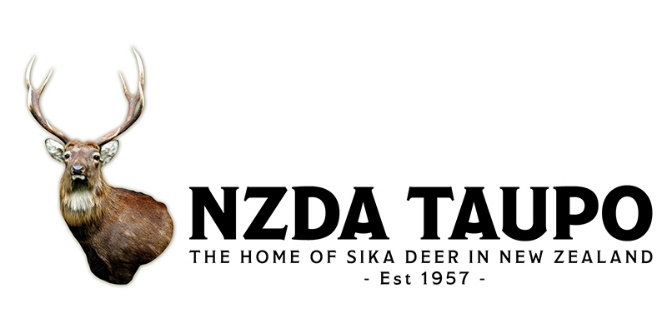 NZDA TAUPO
THE HOME OF SIKA DEER IN NEW ZEALAND
- Est 1957 -